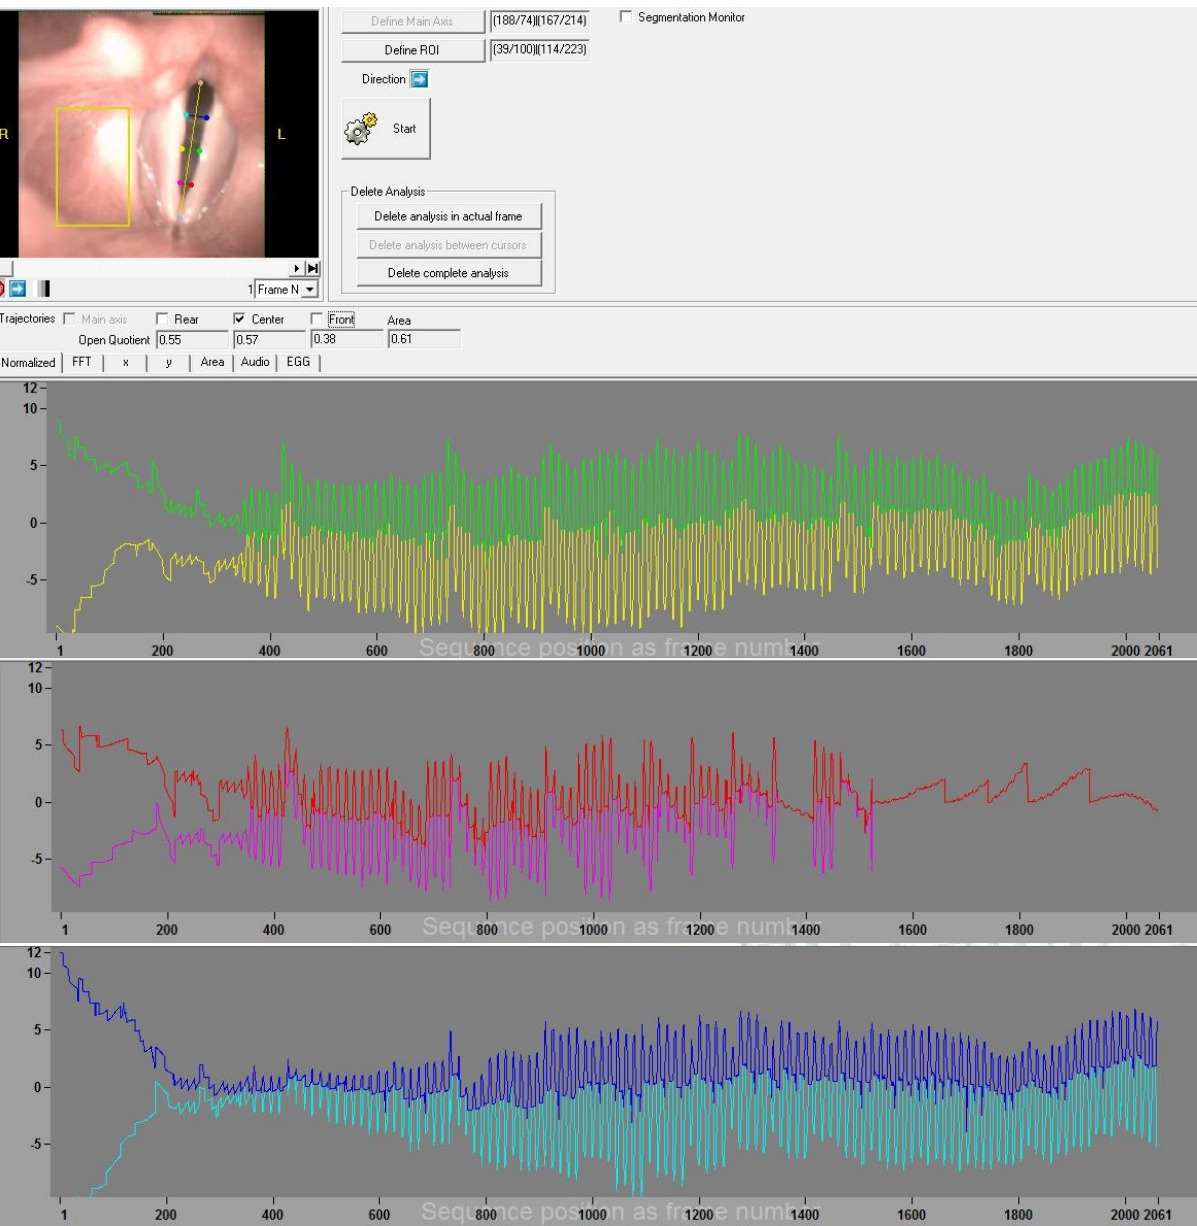 Define Main Axis (188/74)|(167/214) Segmentation Monitor
Define ROI (39/100)|(114/223)
Direction
Start
R L
Delete Analysis
Delete analysis in actual frame
Delete analysis between cursors
Delete complete analysis
1 Frame N
Trajectories Main axis Rear Center Front Area
Open Quotient 0.55 0.57 0.38 0.61
Normalized FFT x y Area Audio EGG
12
10
5
0
-5
Sequence position as frame number
1 200 400 600 800 1000 1200 1400 1600 1800 2000 2061
12
10
5
0
-5
Sequence position as frame number
1 200 400 600 800 1000 1200 1400 1600 1800 2000 2061
12
10
5
0
-5
Sequence position as frame number
1 200 400 600 800 1000 1200 1400 1600 1800 2000 2061